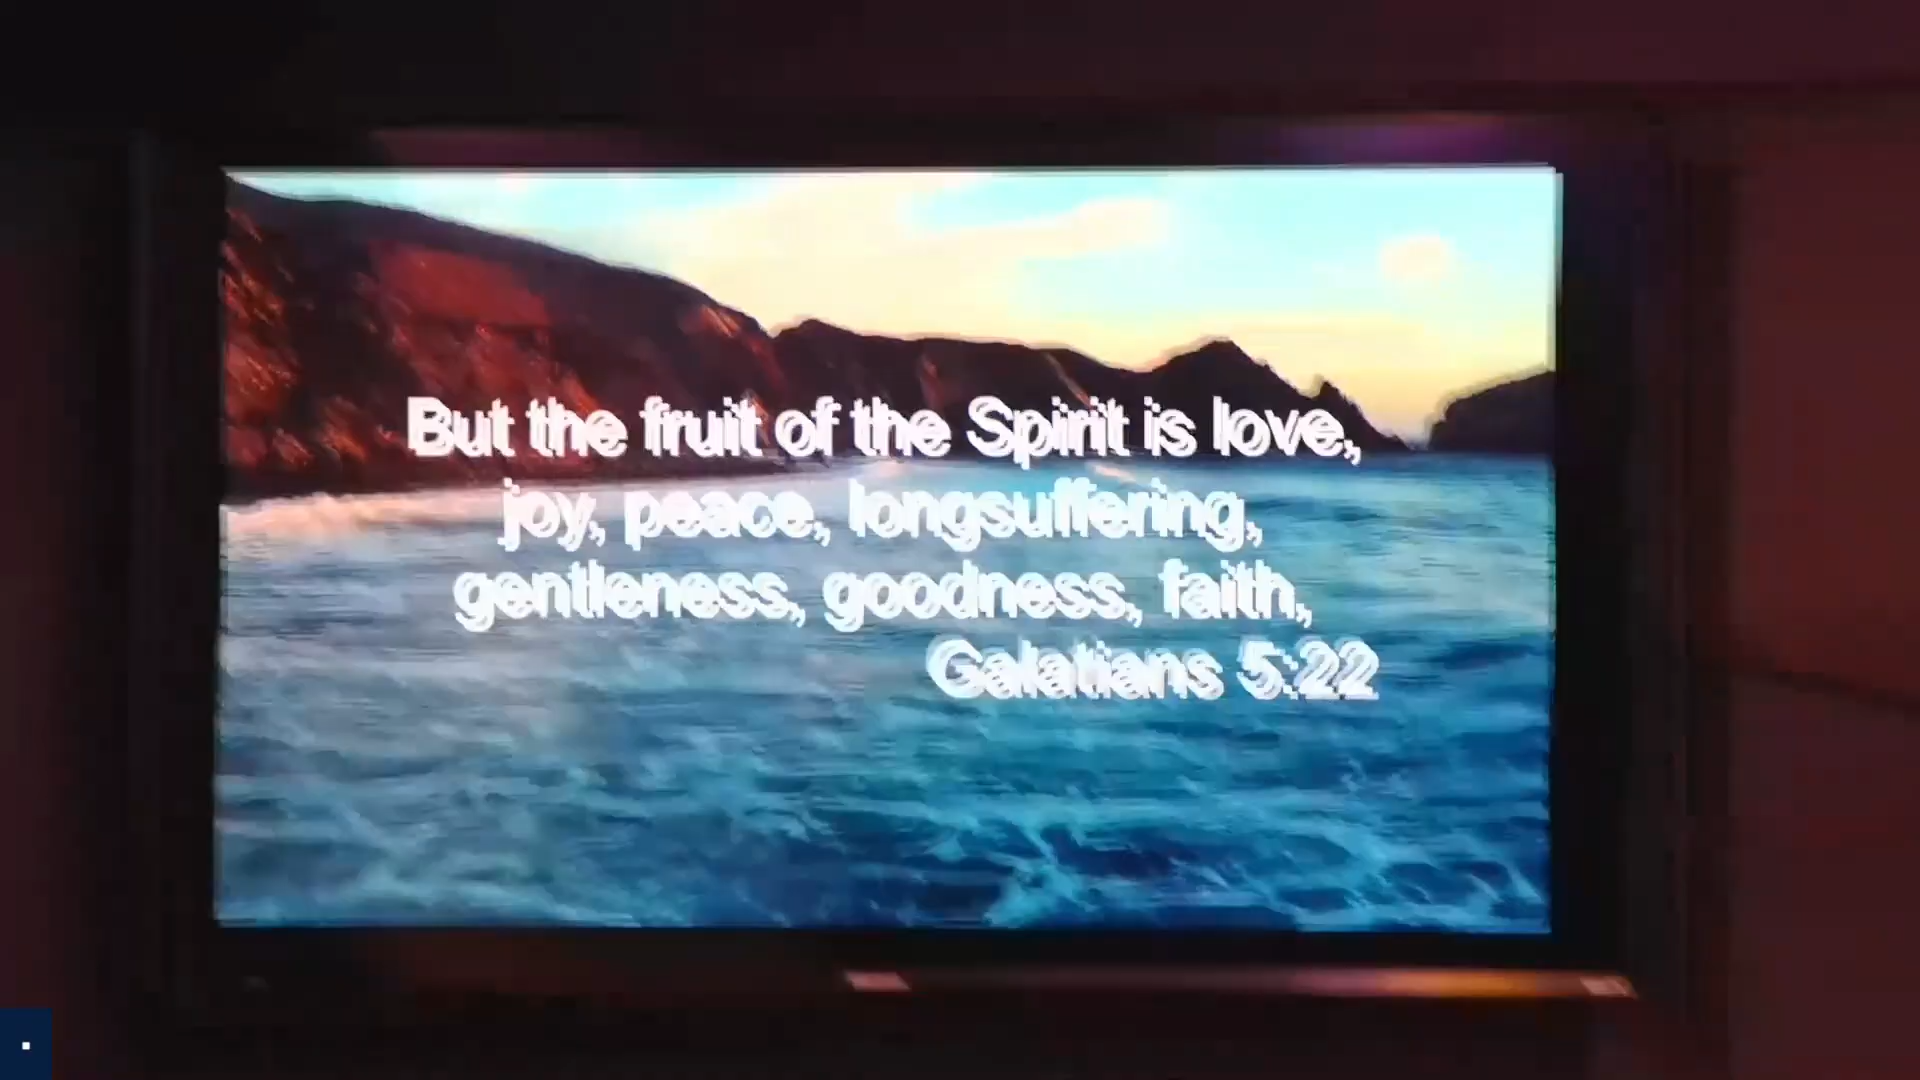 But the fruit of the Spirit is love,
joy, peace, longsuffering,
gentleness, goodness, faith,
Galatians 5:22